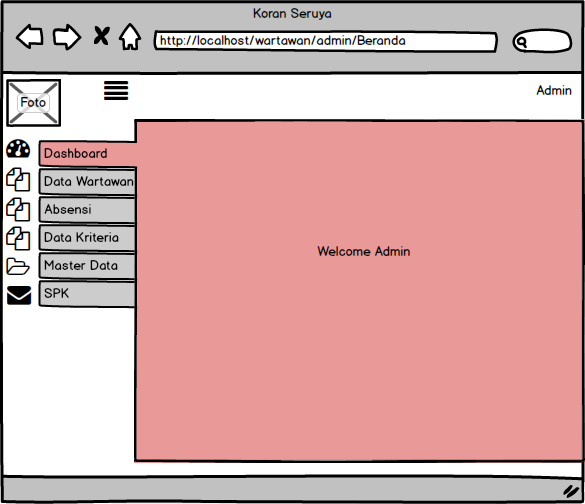 Koran Seruya
http://localhost/wartawan/admin/Beranda
Foto
Admin
Dashboard
Data Wartawan
Absensi
Data Kriteria
Master Data
SPK
Welcome Admin